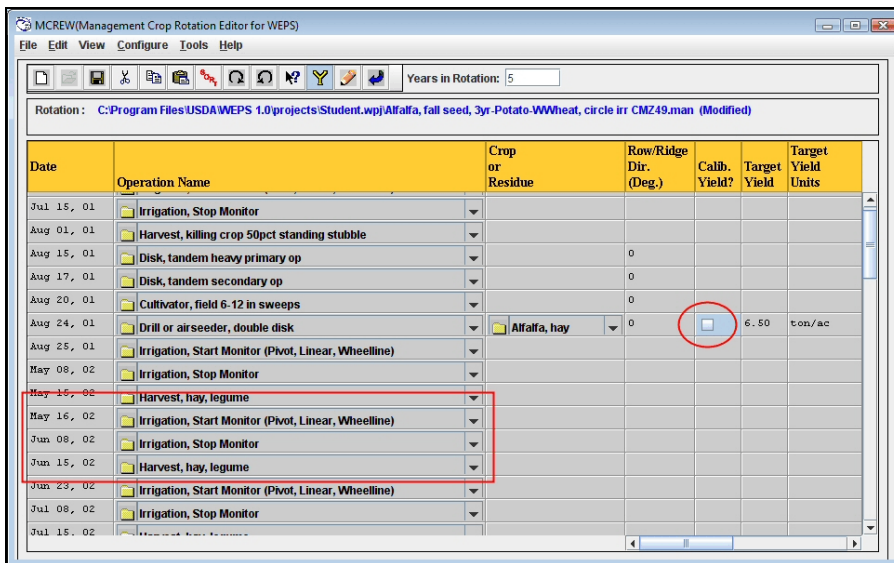 MCREW(Management Crop Rotation Editor for WEPS)
File Edit View Configure Tools Help
Years in Rotation: 5
Rotation : C:\Program Files\USDA\WEPS 1.0\projects\Student.wpj\Alfalfa, fall seed, 3yr-Potato-WWheat, circle irr CMZ49.man (Modified)
Date Operation Name Crop or Residue Row/Ridge Dir. (Deg.) Calib. Yield? Target Yield Target Yield Units
Jul 15, 01 Irrigation, Stop Monitor
Aug 01, 01 Harvest, killing crop 50pct standing stubble
Aug 15, 01 Disk, tandem heavy primary op 0
Aug 17, 01 Disk, tandem secondary op 0
Aug 20, 01 Cultivator, field 6-12 in sweeps 0
Aug 24, 01 Drill or airseeder, double disk Alfalfa, hay 0 6.50 ton/ac
Aug 25, 01 Irrigation, Start Monitor (Pivot, Linear, Wheelline)
May 08, 02 Irrigation, Stop Monitor
May 15, 02 Harvest, hay, legume
May 16, 02 Irrigation, Start Monitor (Pivot, Linear, Wheelline)
Jun 08, 02 Irrigation, Stop Monitor
Jun 15, 02 Harvest, hay, legume
Jun 23, 02 Irrigation, Start Monitor (Pivot, Linear, Wheelline)
Jul 08, 02 Irrigation, Stop Monitor
Jul 15, 02